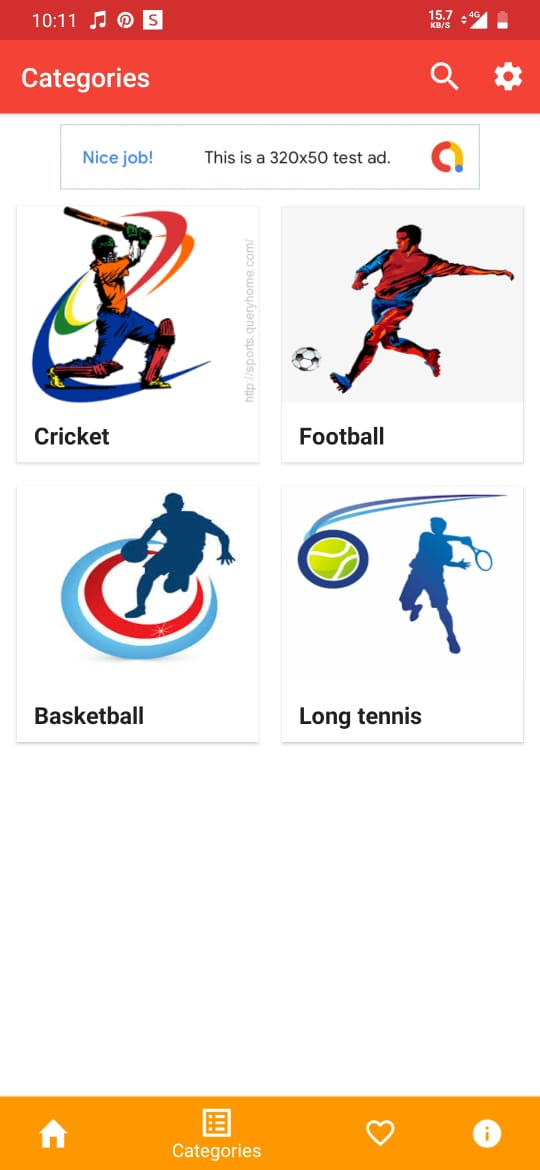 10:11
S
15.7
KB/S
4G
Categories
Nice job!
This is a 320x50 test ad.
http://sports.queryhome.com/
Cricket
Football
Basketball
Long tennis
Categories